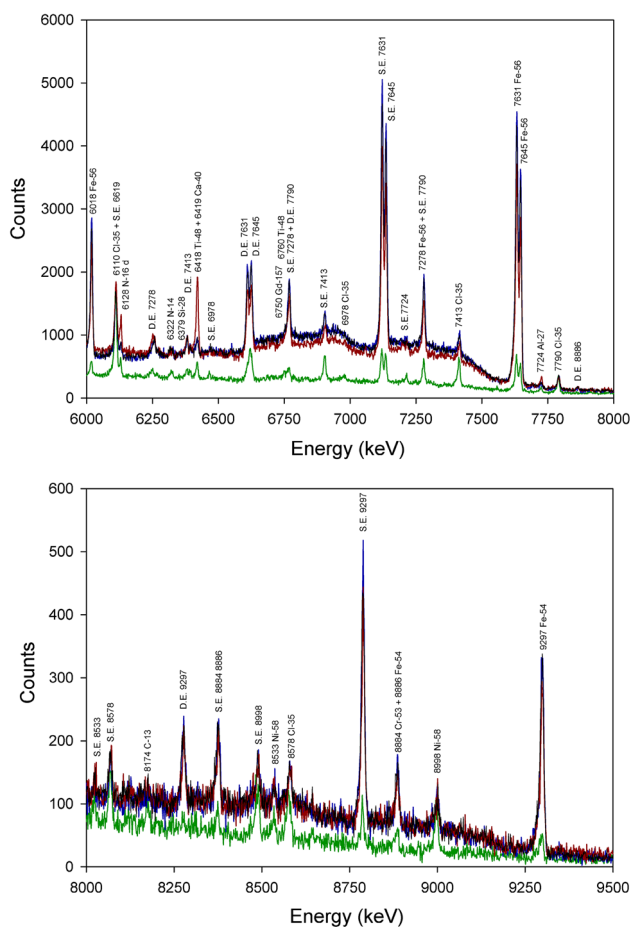 6000
5000
4000
3000
2000
1000
0
Counts
6018 Fe-56
6110 Cl-35 + S.E. 6619
6128 N-16 d
D.E. 7278
6322 N-14
6379 Si-28
D.E. 7413
6418 Ti-48 + 6419 Ca-40
S.E. 6978
D.E. 7631
D.E. 7645
6750 Gd-157
6760 Ti-48
S.E. 7278 + D.E. 7790
S.E. 7413
6978 Cl-35
S.E. 7631
S.E. 7645
S.E.7724
7278 Fe-56 + S.E. 7790
7413 Cl-35
7631 Fe-56
7645 Fe-56
7724 Al-27
7790 Cl-35
D.E. 8886
6000 6250 6500 6750 7000 7250 7500 7750 8000
Energy (keV)
600
500
400
300
200
100
0
Counts
S.E. 8533
S.E. 8578
8174 C-13
D.E. 9297
S.E. 8884 8886
S.E. 8998
8533 Ni-58
8578 Cl-35
S.E. 9297
8884 Cr-53 + 8886 Fe-54
8998 Ni-58
9297 Fe-54
8000 8250 8500 8750 9000 9250 9500
Energy (keV)